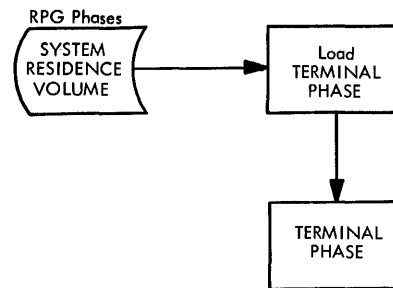 RPG Phases
SYSTEM
RESIDENCE
VOLUME
Load
TERMINAL
PHASE
TERMINAL
PHASE